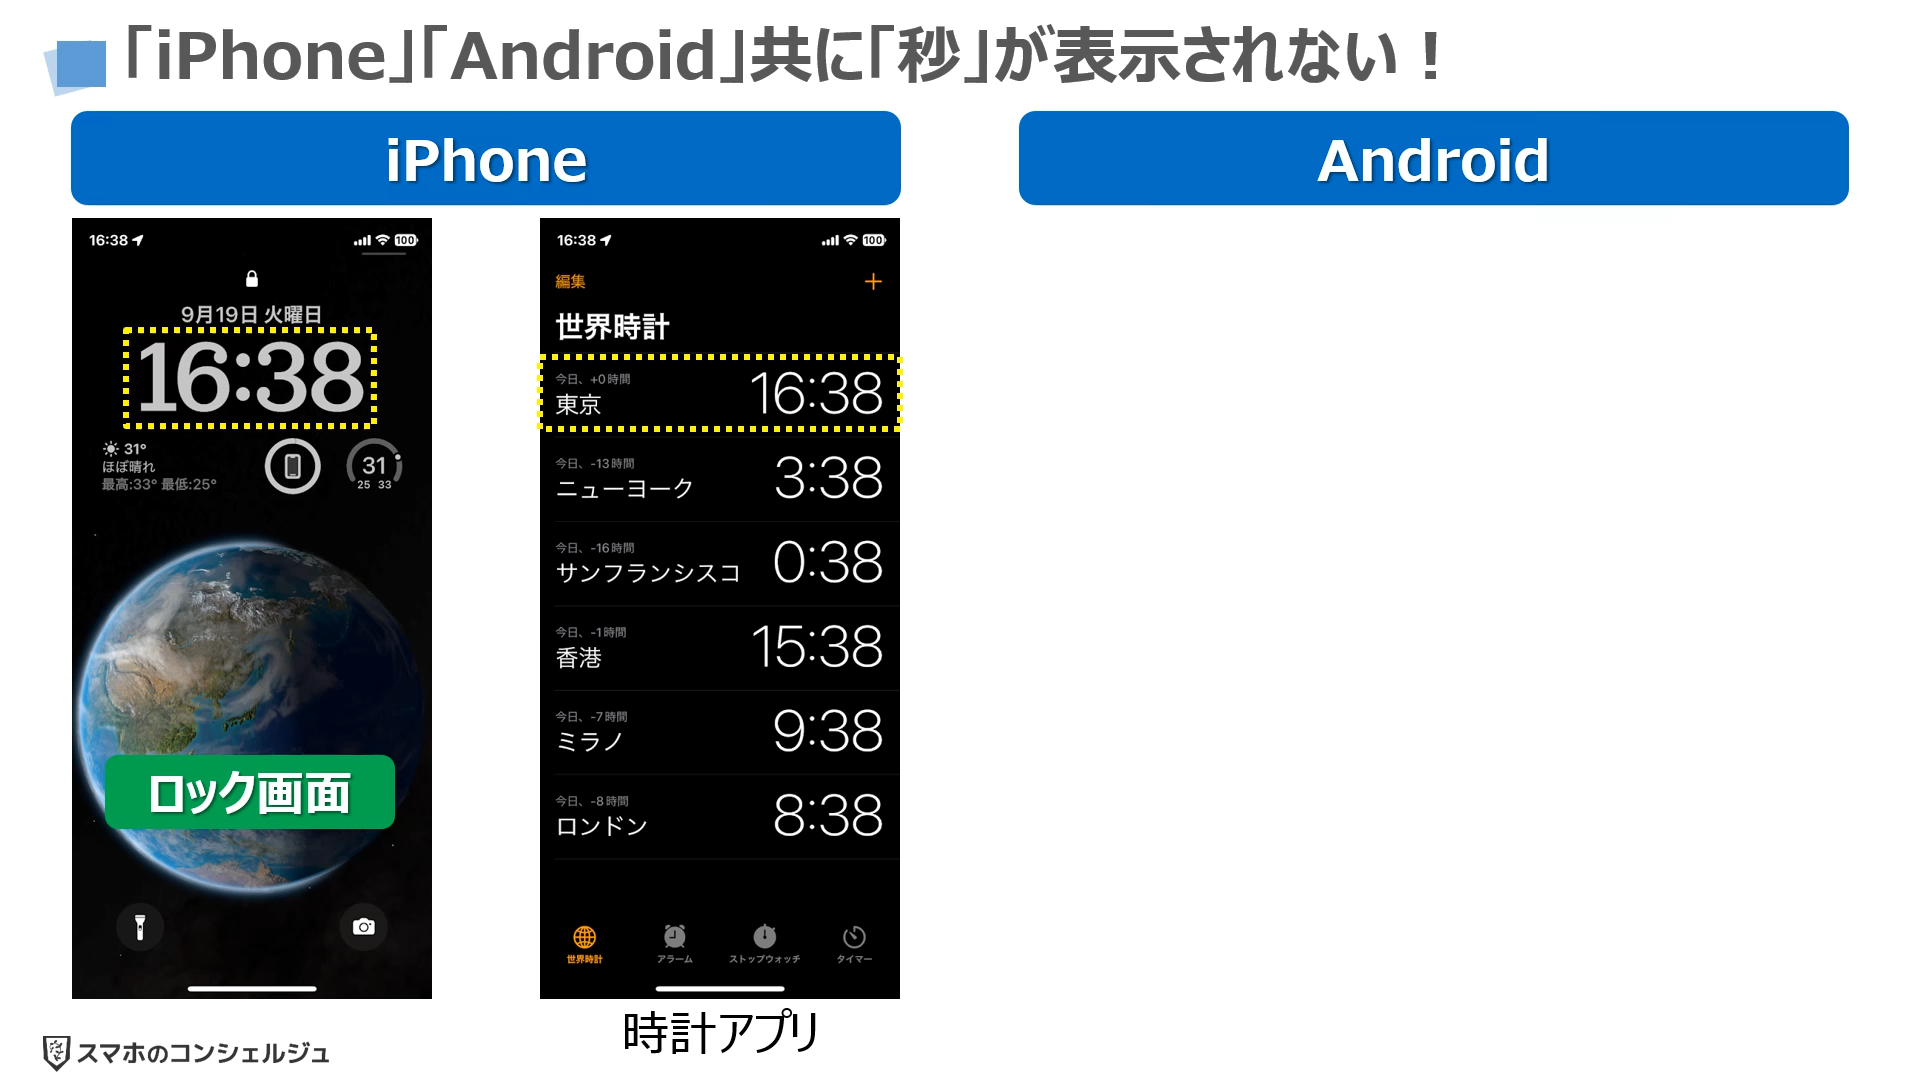 「iPhone」「Android」共に「秒」が表示されない！
iPhone
Android
16:38
100
9月19日 火曜日
16:38
31°
ほぼ晴れ
最高:33° 最低:25°
31
25 33
ロック画面
16:38
100
編集
世界時計
今日、+0時間
東京
16:38
今日、-13時間
ニューヨーク
3:38
今日、-16時間
サンフランシスコ
0:38
今日、-1時間
香港
15:38
今日、-7時間
ミラノ
9:38
今日、-8時間
ロンドン
8:38
世界時計
アラーム
ストップウォッチ
タイマー
時計アプリ
スマホのコンシェルジュ